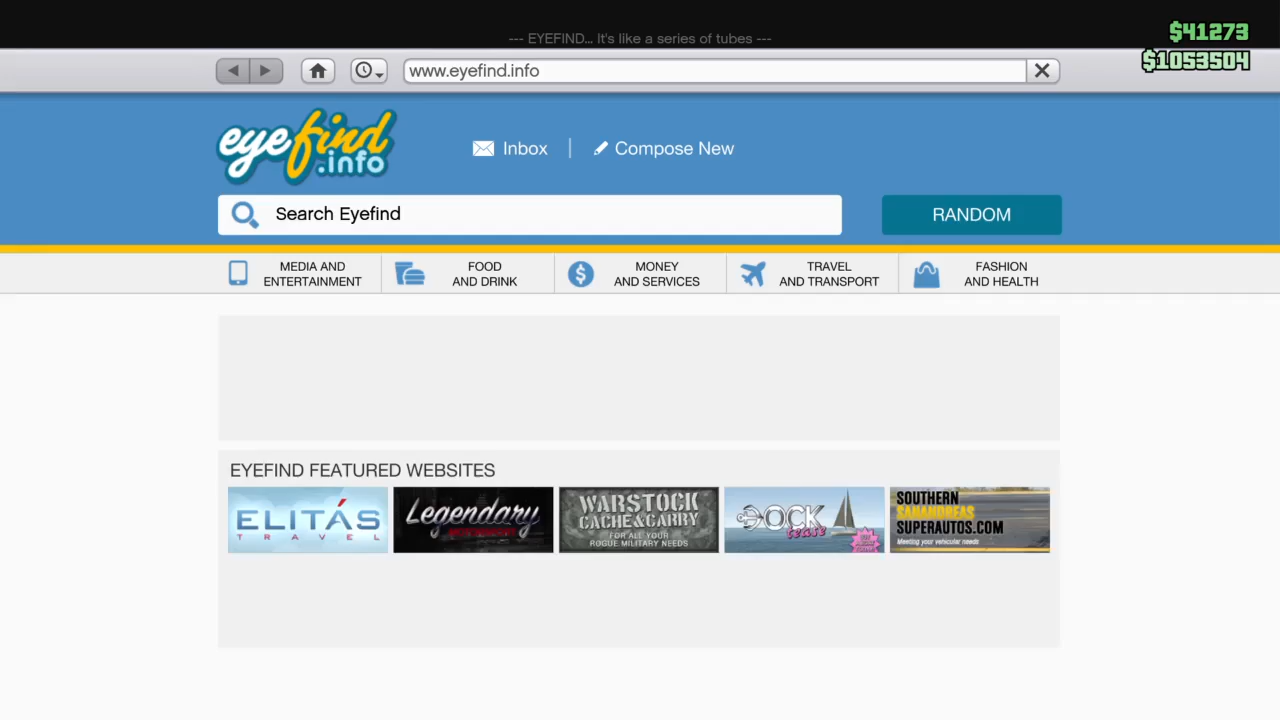 --- EYEFIND... It's like a series of tubes ---
$41273
$1053504
www.eyefind.info
eyefind
.info
Inbox
Compose New
Search Eyefind
RANDOM
MEDIA AND
ENTERTAINMENT
FOOD
AND DRINK
MONEY
AND SERVICES
TRAVEL
AND TRANSPORT
FASHION
AND HEALTH
EYEFIND FEATURED WEBSITES
ELITÁS
TRAVEL
Legendary
MOTORSPORT
WARSTOCK
CACHE&CARRY
FOR ALL YOUR
ROGUE MILITARY NEEDS
DOCK
tease
SOUTHERN
SANANDREAS
SUPERAUTOS.COM
Meeting your vehicular needs